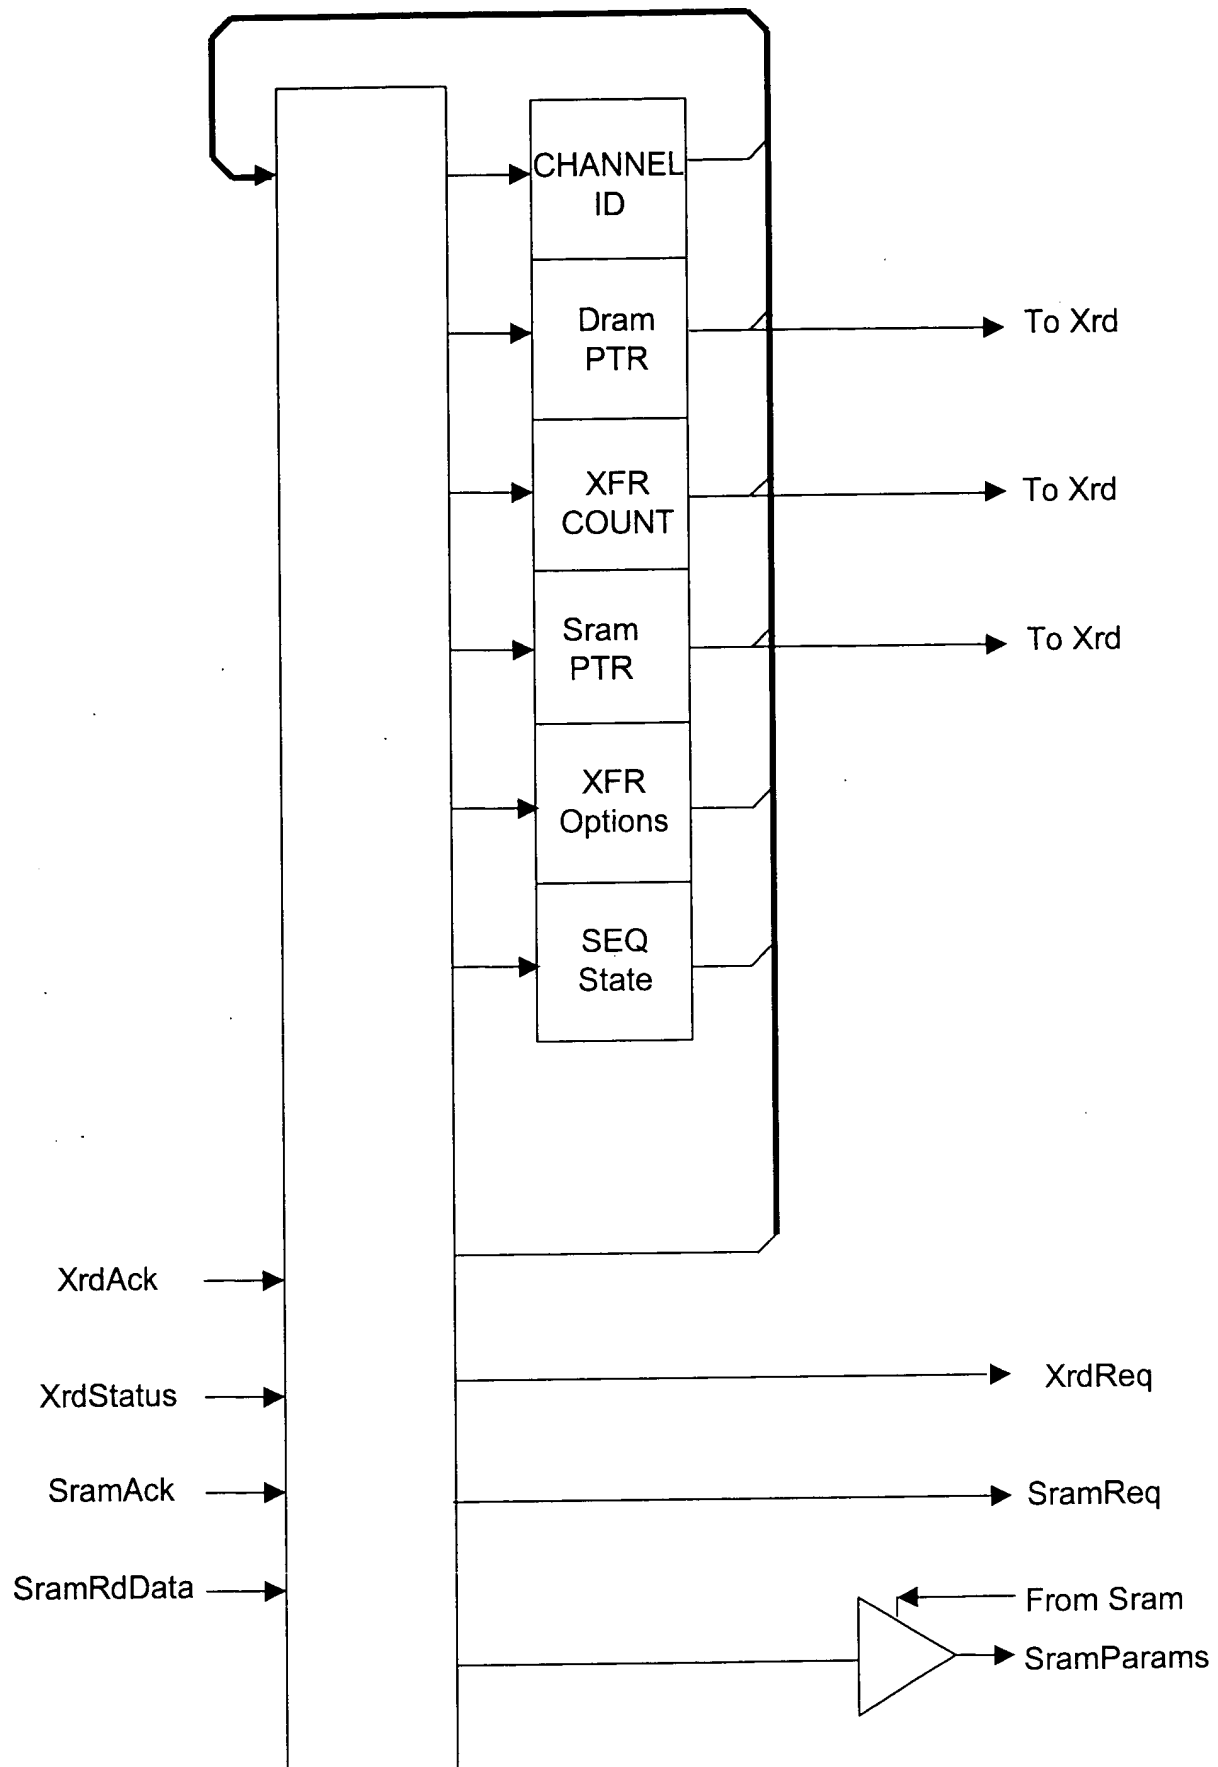 CHANNEL
ID
Dram
PTR
To Xrd
XFR
COUNT
To Xrd
Sram
PTR
To Xrd
XFR
Options
SEQ
State
XrdAck
XrdStatus
XrdReq
SramAck
SramReq
SramRdData
From Sram
SramParams